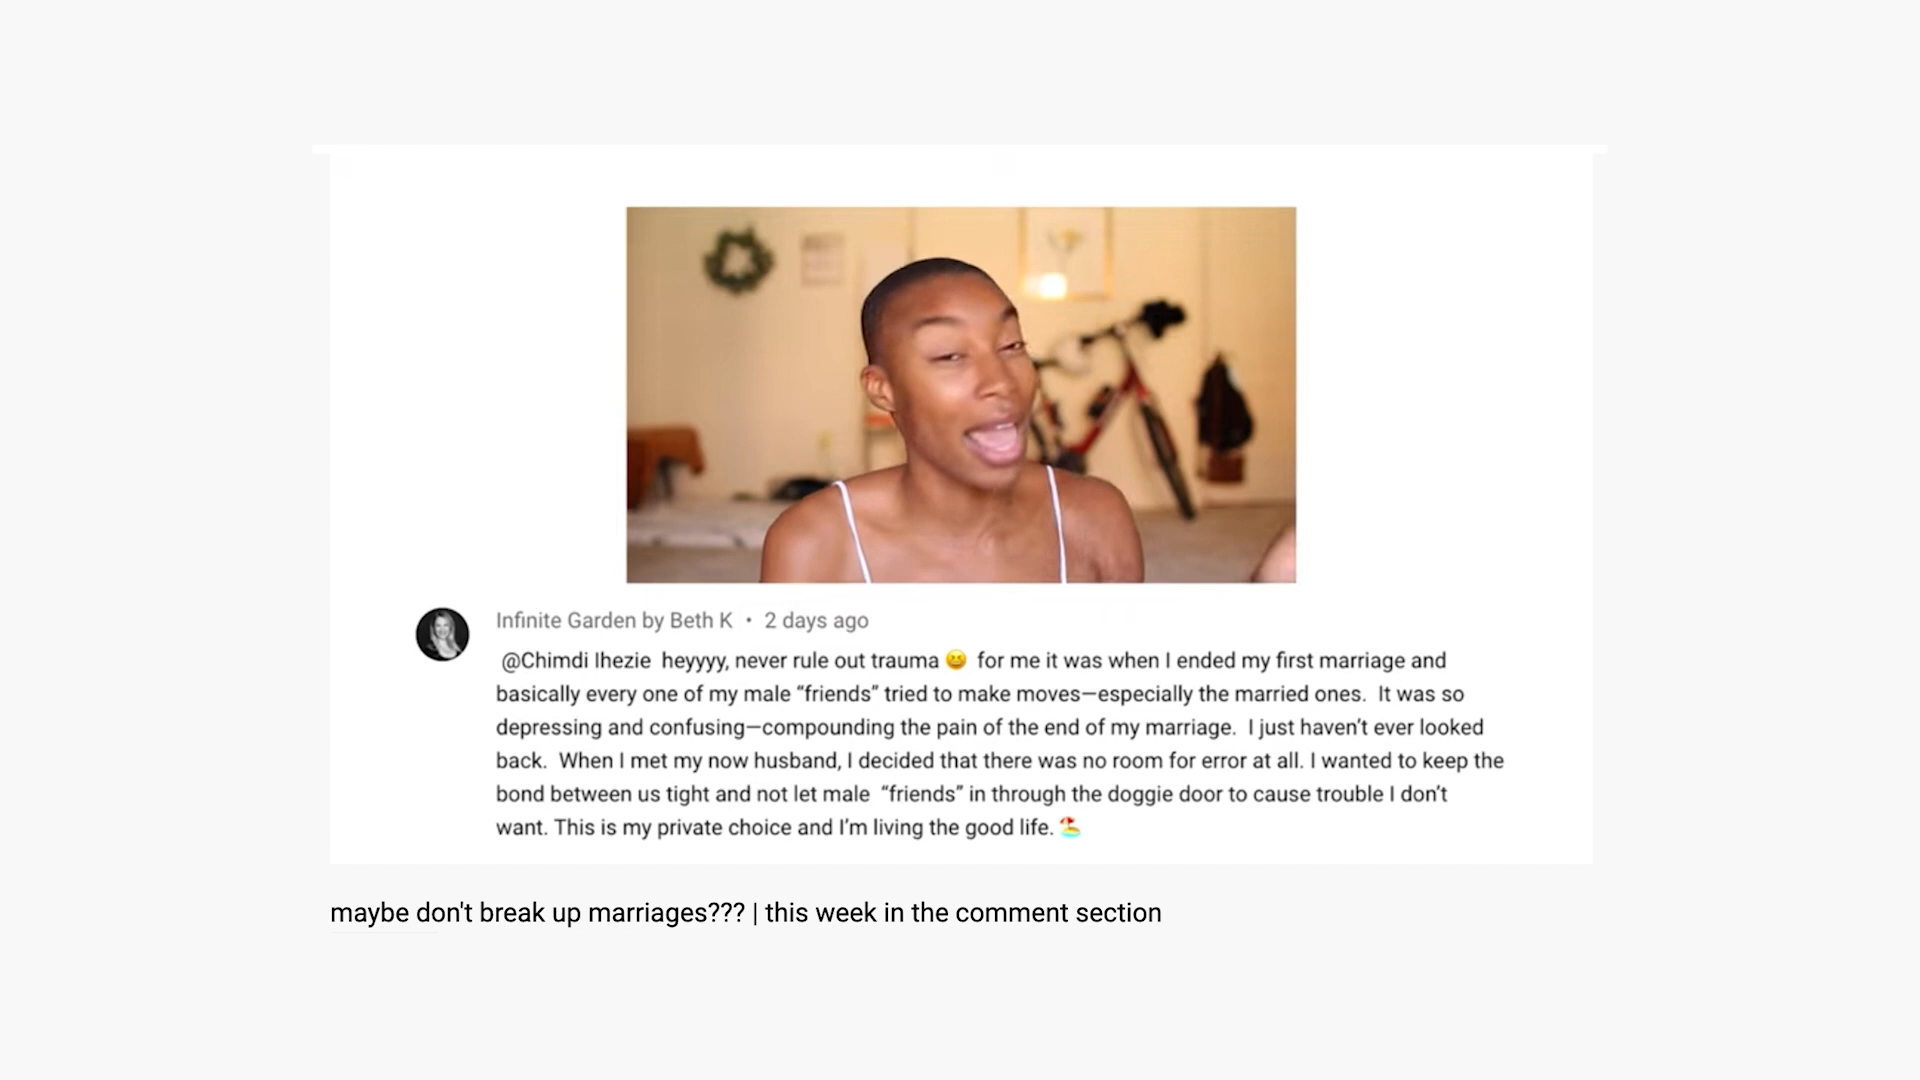 Infinite Garden by Beth K • 2 days ago
@Chimdi Ihezie heyyyy, never rule out trauma 😆 for me it was when I ended my first marriage and
basically every one of my male “friends” tried to make moves—especially the married ones. It was so
depressing and confusing—compounding the pain of the end of my marriage. I just haven’t ever looked
back. When I met my now husband, I decided that there was no room for error at all. I wanted to keep the
bond between us tight and not let male “friends” in through the doggie door to cause trouble I don’t
want. This is my private choice and I’m living the good life. 🏖️
maybe don't break up marriages??? | this week in the comment section